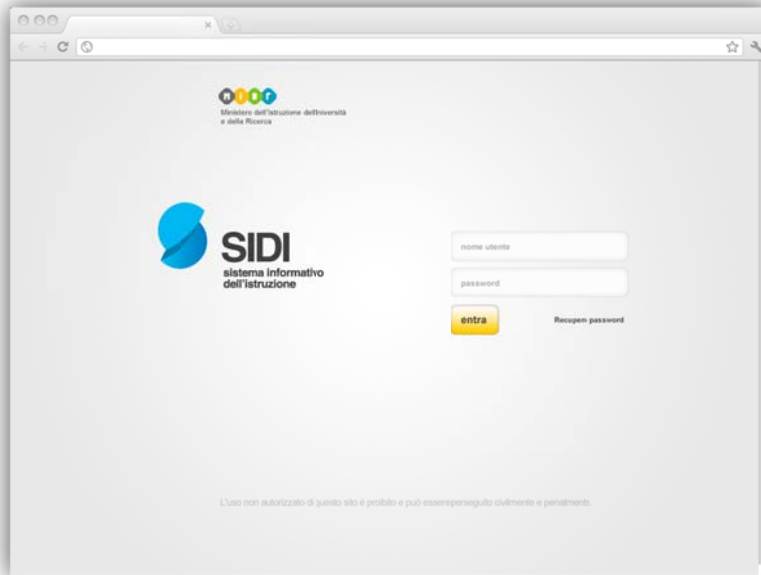 miur
Ministero dell'Istruzione dell'Università
e della Ricerca
SIDI
sistema informativo
dell'istruzione
nome utente
password
entra
Recupero password
L'uso non autorizzato di questo sito è proibito e può essereperseguito civilmente e penalmente.